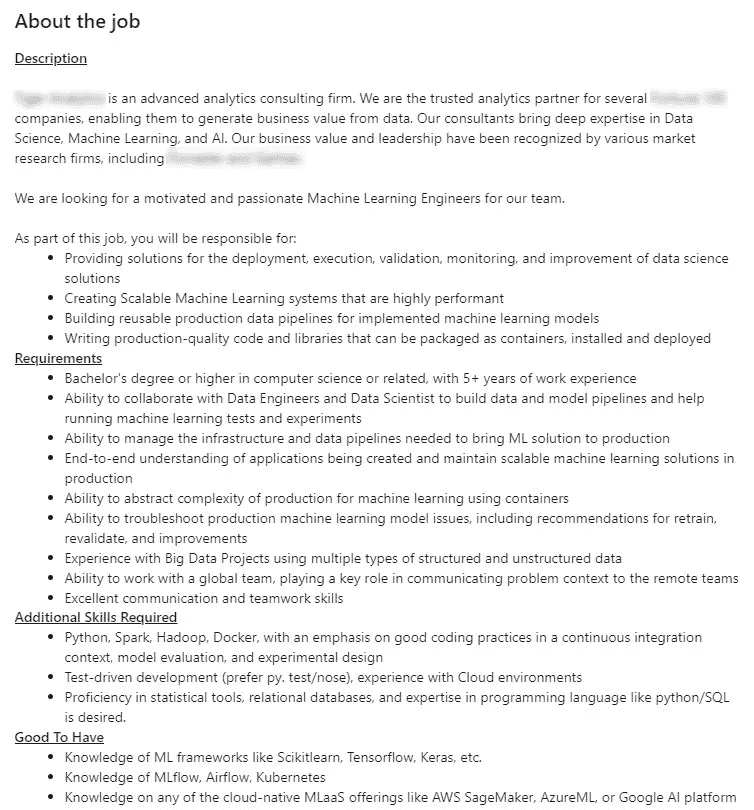 About the job
Description
is an advanced analytics consulting firm. We are the trusted analytics partner for several
companies, enabling them to generate business value from data. Our consultants bring deep expertise in Data
Science, Machine Learning, and AI. Our business value and leadership have been recognized by various market
research firms, including
We are looking for a motivated and passionate Machine Learning Engineers for our team.
As part of this job, you will be responsible for:
• Providing solutions for the deployment, execution, validation, monitoring, and improvement of data science
solutions
• Creating Scalable Machine Learning systems that are highly performant
• Building reusable production data pipelines for implemented machine learning models
• Writing production-quality code and libraries that can be packaged as containers, installed and deployed
Requirements
• Bachelor's degree or higher in computer science or related, with 5+ years of work experience
• Ability to collaborate with Data Engineers and Data Scientist to build data and model pipelines and help
running machine learning tests and experiments
• Ability to manage the infrastructure and data pipelines needed to bring ML solution to production
• End-to-end understanding of applications being created and maintain scalable machine learning solutions in
production
• Ability to abstract complexity of production for machine learning using containers
• Ability to troubleshoot production machine learning model issues, including recommendations for retrain,
revalidate, and improvements
• Experience with Big Data Projects using multiple types of structured and unstructured data
• Ability to work with a global team, playing a key role in communicating problem context to the remote teams
• Excellent communication and teamwork skills
Additional Skills Required
• Python, Spark, Hadoop, Docker, with an emphasis on good coding practices in a continuous integration
context, model evaluation, and experimental design
• Test-driven development (prefer py. test/nose), experience with Cloud environments
• Proficiency in statistical tools, relational databases, and expertise in programming language like python/SQL
is desired.
Good To Have
• Knowledge of ML frameworks like Scikitlearn, Tensorflow, Keras, etc.
• Knowledge of MLflow, Airflow, Kubernetes
• Knowledge on any of the cloud-native MLaaS offerings like AWS SageMaker, AzureML, or Google AI platform